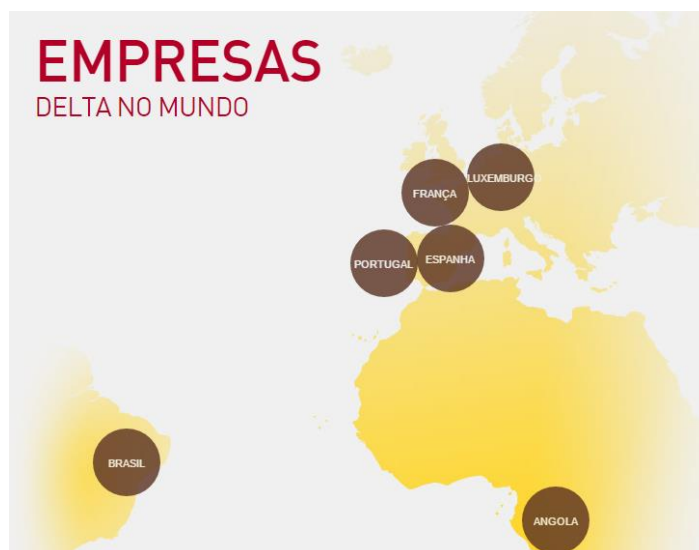 EMPRESAS
DELTA NO MUNDO
LUXEMBURGO
FRANÇA
ESPANHA
PORTUGAL
BRASIL
ANGOLA